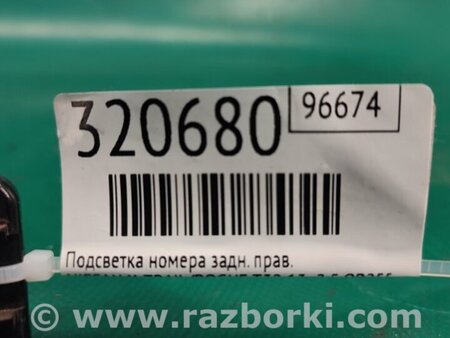 320680
96674
Подсветка номера задн. прав.
www.razborki.com